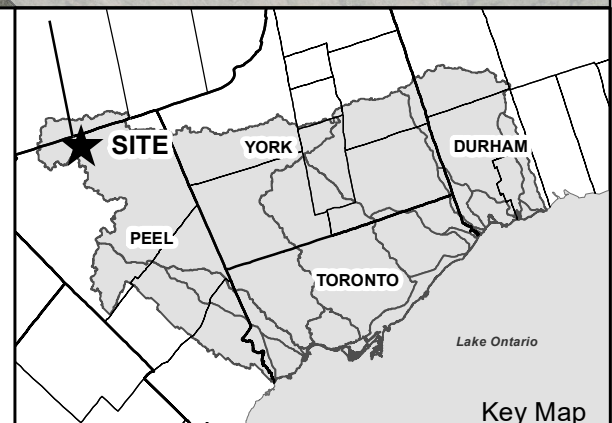 SITE
YORK
DURHAM
PEEL
TORONTO
Lake Ontario
Key Map